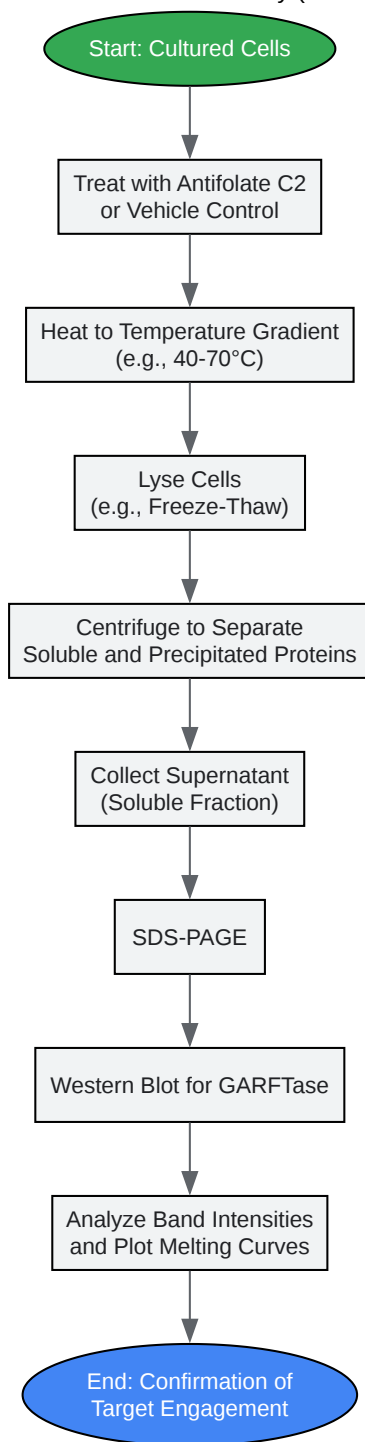 Start: Cultured Cells
Treat with Antifolate C2
or Vehicle Control
Heat to Temperature Gradient
(e.g., 40-70°C)
Lyse Cells
(e.g., Freeze-Thaw)
Centrifuge to Separate
Soluble and Precipitated Proteins
Collect Supernatant
(Soluble Fraction)
SDS-PAGE
Western Blot for GARFTase
Analyze Band Intensities
and Plot Melting Curves
End: Confirmation of
Target Engagement